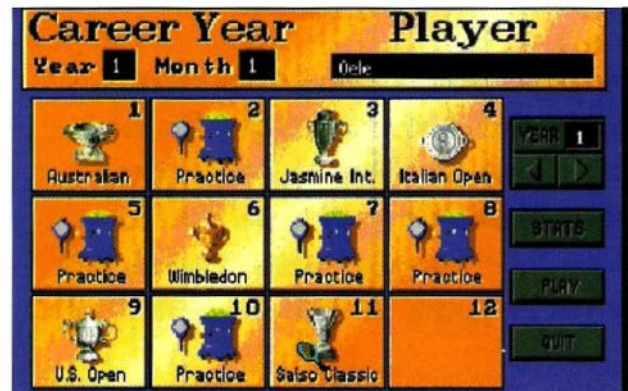 Career Year Player
Year 1 Month 1 Oele
1 2 3 4
Australian Practice Jasmine Int. Italian Open
YEAR 1
5 6 7 8
Practice Wimbledon Practice Practice
STATS
PLAY
9 10 11 12
U.S. Open Practice Salso Classic
QUIT